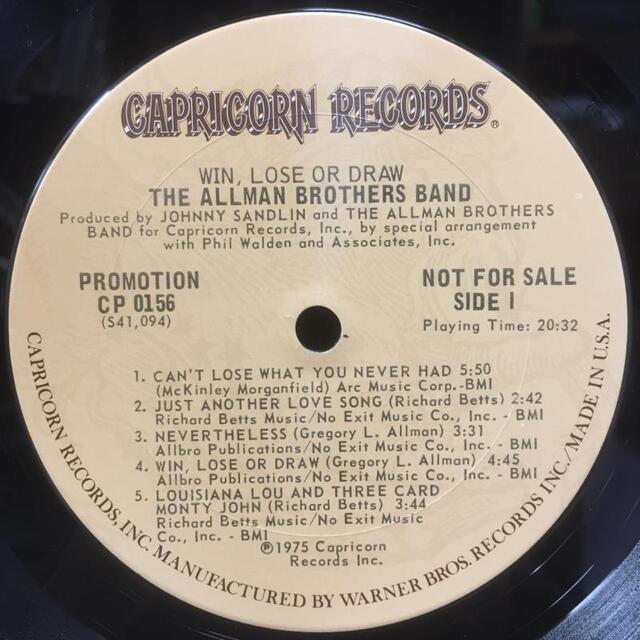 CAPRICORN RECORDS®
WIN, LOSE OR DRAW
THE ALLMAN BROTHERS BAND
Produced by JOHNNY SANDLIN and THE ALLMAN BROTHERS
BAND for Capricorn Records, Inc., by special arrangement
with Phil Walden and Associates, Inc.
PROMOTION
CP 0156
(S41,094)
NOT FOR SALE
SIDE I
Playing Time: 20:32
1. CAN'T LOSE WHAT YOU NEVER HAD 5:50
(McKinley Morganfield) Arc Music Corp.-BMI
2. JUST ANOTHER LOVE SONG (Richard Betts) 2:42
Richard Betts Music/No Exit Music Co., Inc. - BMI
3. NEVERTHELESS (Gregory L. Allman) 3:31
Allbro Publications/No Exit Music Co., Inc. - BMI
4. WIN, LOSE OR DRAW (Gregory L. Allman) 4:45
Allbro Publications/No Exit Music Co., Inc. - BMI
5. LOUISIANA LOU AND THREE CARD
MONTY JOHN (Richard Betts) 3:44
Richard Betts Music/No Exit Music
Co., Inc. - BMI
℗1975 Capricorn
Records Inc.
CAPRICORN RECORDS, INC. MANUFACTURED BY WARNER BROS. RECORDS INC./MADE IN U.S.A.